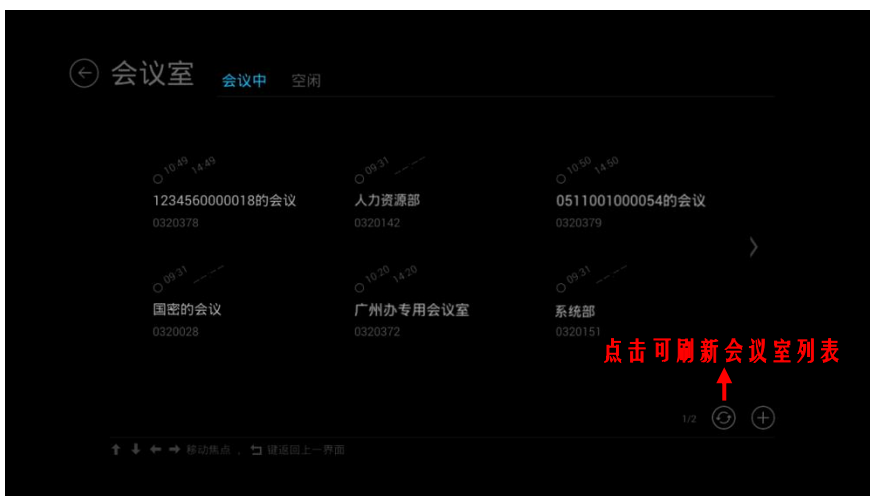 会议室 会议中 空闲
10:49 14:49
09:31 --:--
10:50 14:50
1234560000018的会议
人力资源部
0511001000054的会议
0320378
0320142
0320379
09:31 --:--
10:20 14:20
09:31 --:--
国密的会议
广州办专用会议室
系统部
0320028
0320372
0320151
点击可刷新会议室列表
1/2
移动焦点 , 键返回上一界面